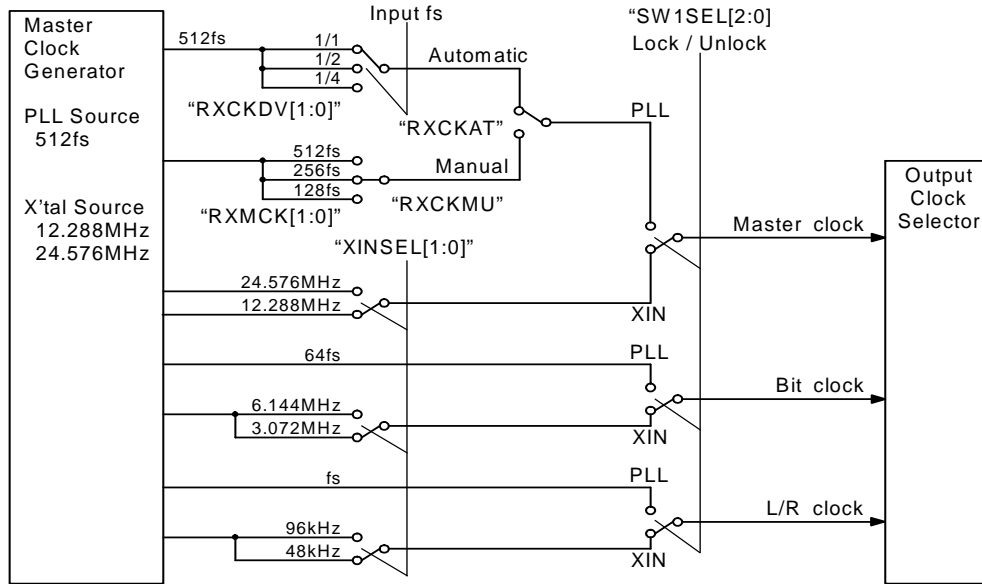 Master
Clock
Generator
PLL Source
512fs
X'tal Source
12.288MHz
24.576MHz
Input fs
“SW1SEL[2:0]
Lock / Unlock
512fs
1/1
1/2
1/4
Automatic
“RXCKDV[1:0]”
“RXCKAT”
PLL
512fs
256fs
128fs
Manual
“RXMCK[1:0]”
“RXCKMU”
“XINSEL[1:0]”
Master clock
24.576MHz
12.288MHz
XIN
64fs
PLL
Bit clock
6.144MHz
3.072MHz
XIN
fs
PLL
L/R clock
96kHz
48kHz
XIN
Output
Clock
Selector